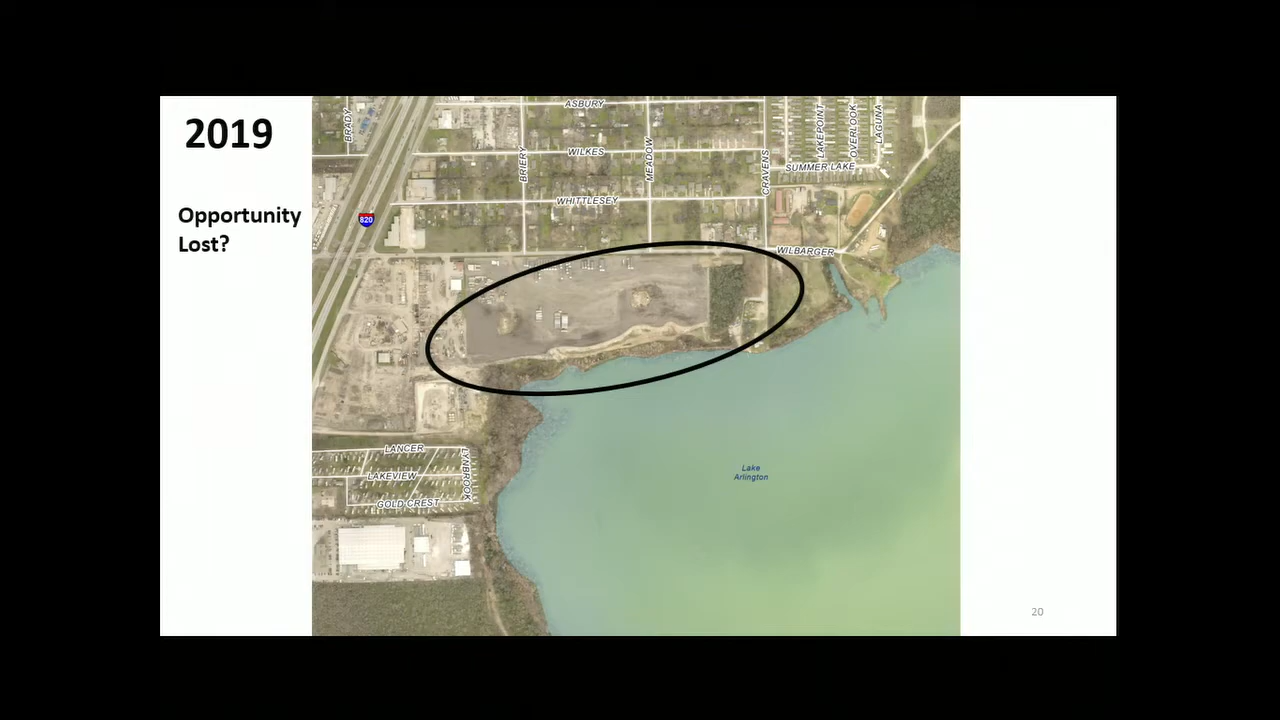 2019
Opportunity
Lost?
BRADY
ASBURY
WILKES
BRIERY
MEADOW
CRAVENS
LAKEPOINT
OVERLOOK
LAGUNA
SUMMER LAKE
WHITTLESEY
820
WILBARGER
LANCER
LAKEVIEW
LYNBROOK
GOLD CREST
Lake
Arlington
20